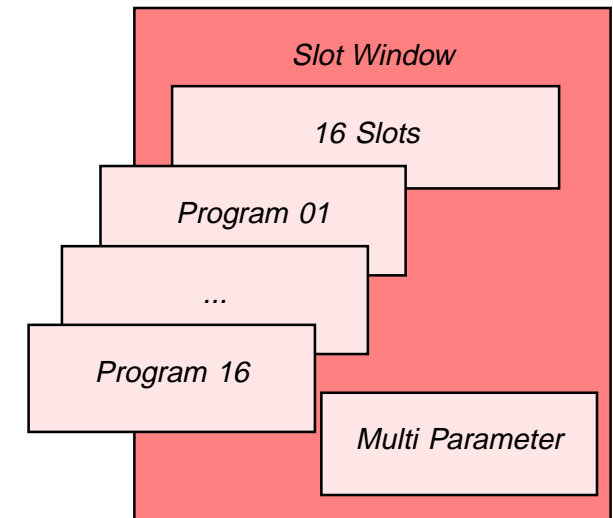 Slot Window
16 Slots
Program 01
...
Program 16
Multi Parameter